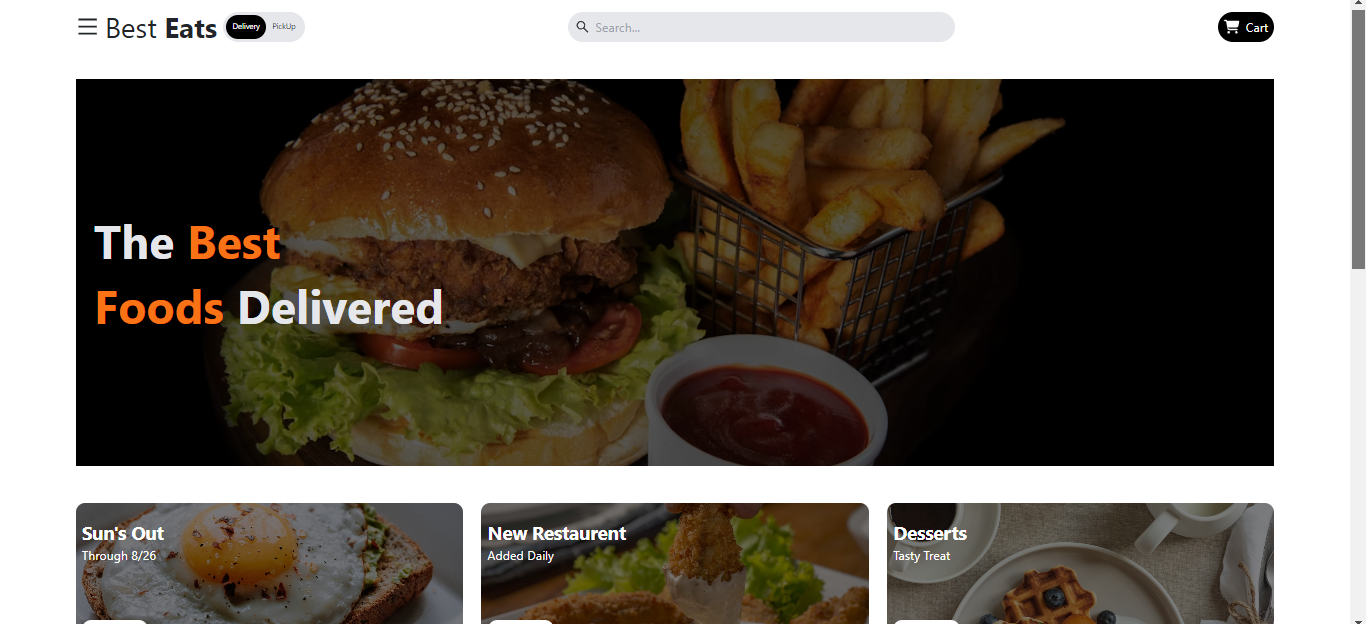 Best Eats
Delivery PickUp
Search...
Cart
The Best
Foods Delivered
Sun's Out
Through 8/26
New Restaurent
Added Daily
Desserts
Tasty Treat